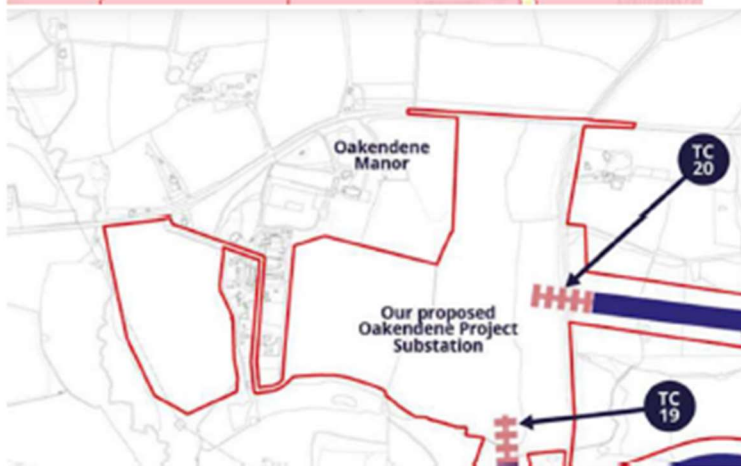 Oakendene
Manor
TC
20
Our proposed
Oakendene Project
Substation
TC
19